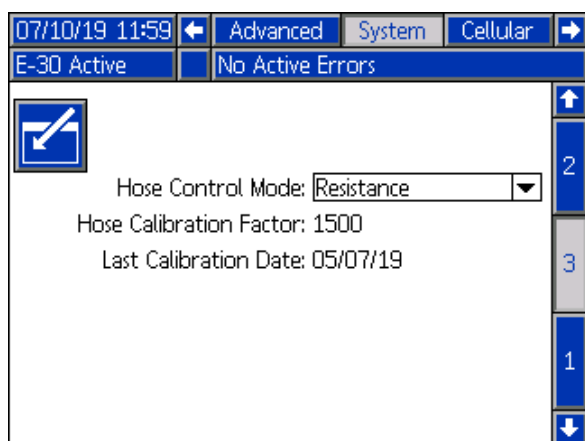 07/10/19 11:59 Advanced System Cellular
E-30 Active No Active Errors
2
Hose Control Mode: Resistance
Hose Calibration Factor: 1500
Last Calibration Date: 05/07/19
3
1